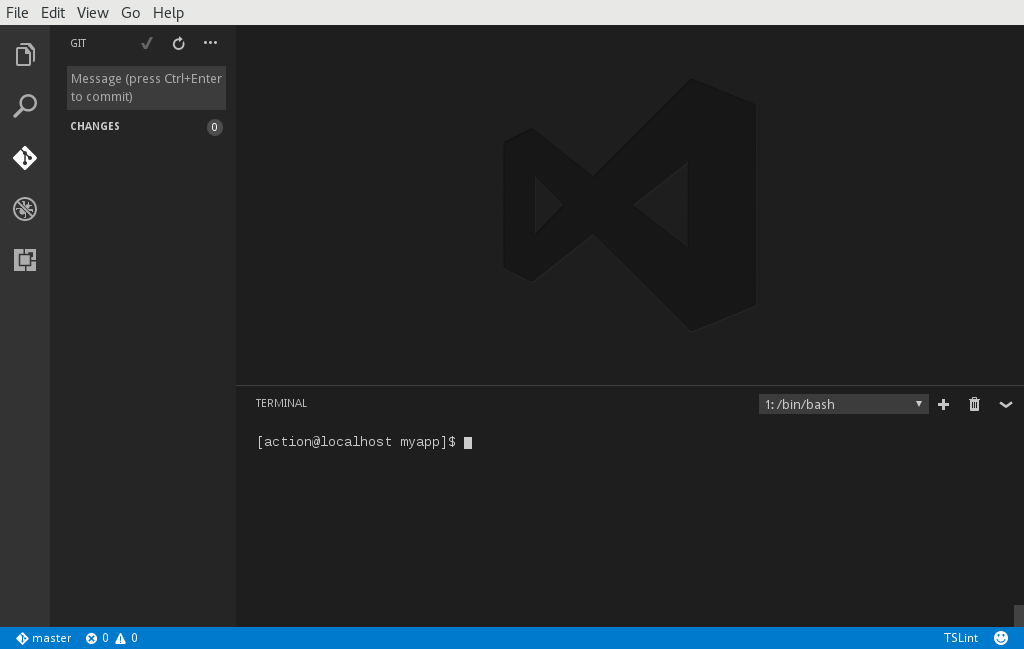 File Edit View Go Help
GIT
Message (press Ctrl+Enter
to commit)
CHANGES 0
TERMINAL 1: /bin/bash
[action@localhost myapp]$
master 0 0 TSLint